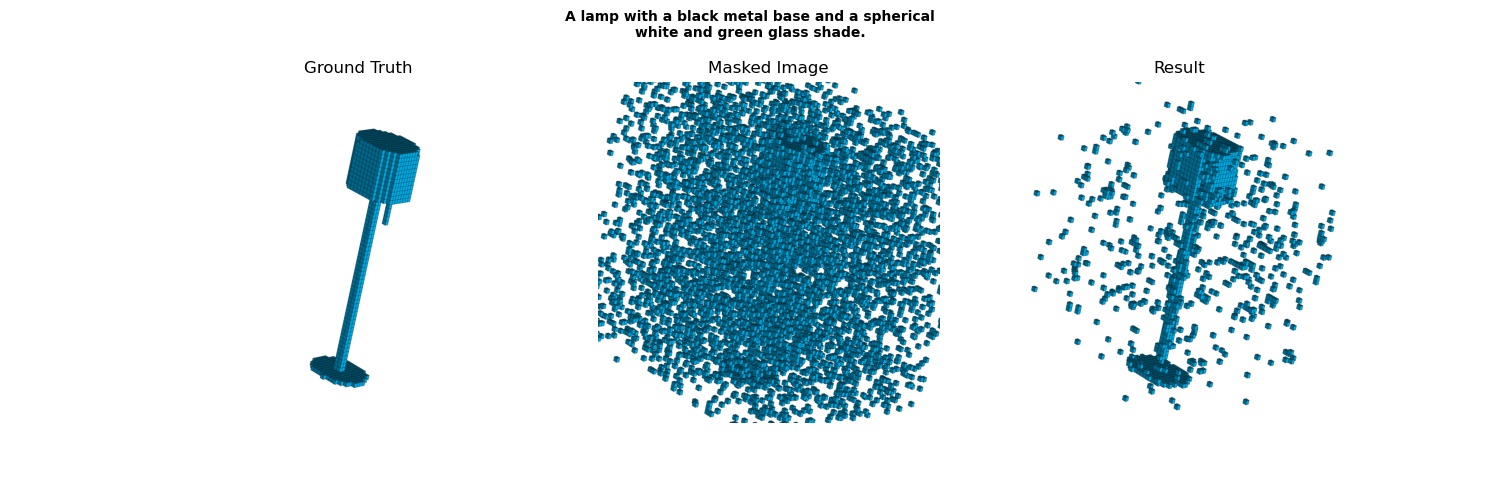 A lamp with a black metal base and a spherical
white and green glass shade.
Ground Truth
Masked Image
Result